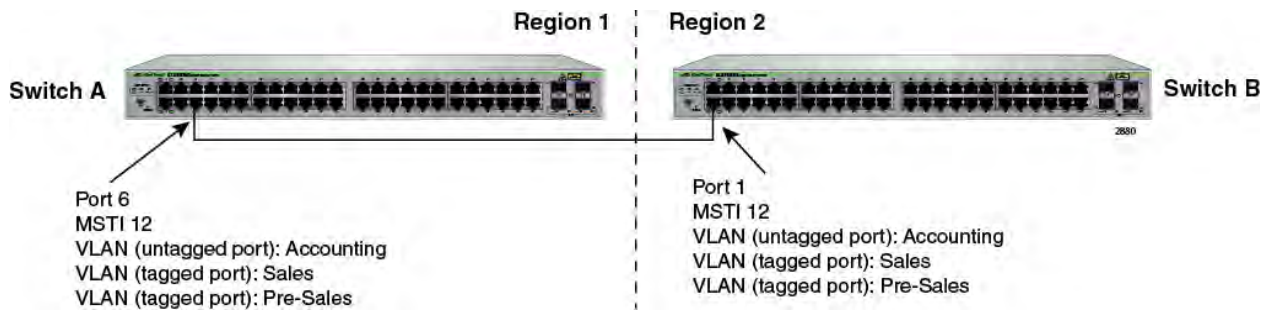 Region 1
Region 2
Switch A
Switch B
2880
Port 6
MSTI 12
VLAN (untagged port): Accounting
VLAN (tagged port): Sales
VLAN (tagged port): Pre-Sales
Port 1
MSTI 12
VLAN (untagged port): Accounting
VLAN (tagged port): Sales
VLAN (tagged port): Pre-Sales